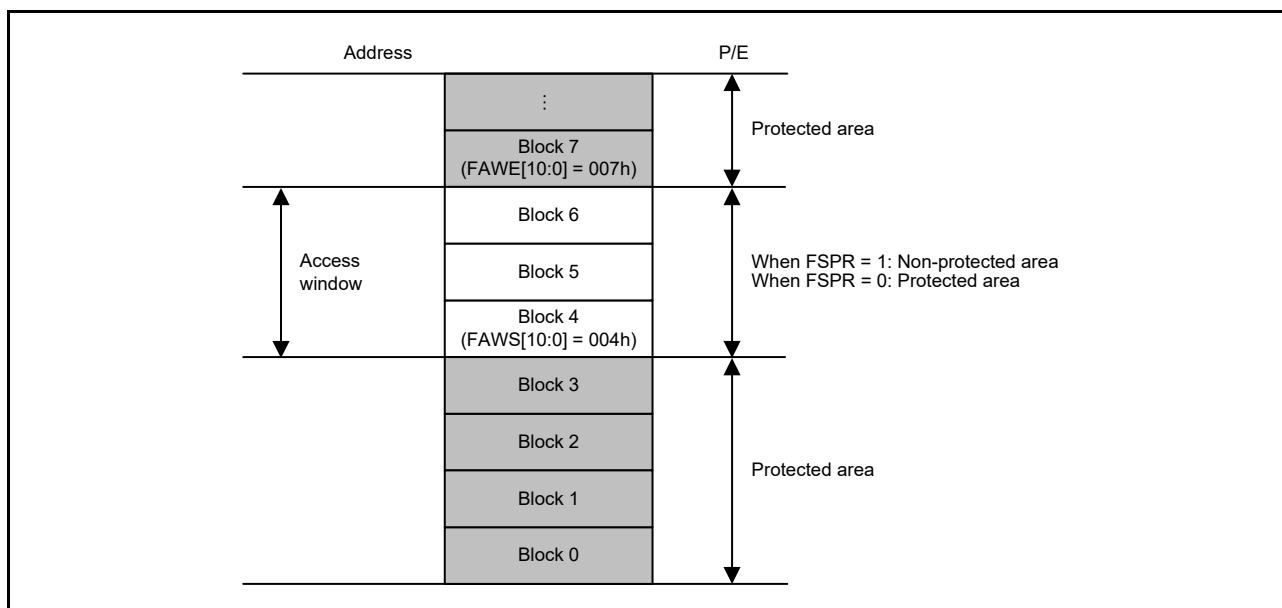 Address
P/E
⋮
Protected area
Block 7
(FAWE[10:0] = 007h)
Block 6
Access
window
Block 5
When FSPR = 1: Non-protected area
When FSPR = 0: Protected area
Block 4
(FAWS[10:0] = 004h)
Block 3
Block 2
Protected area
Block 1
Block 0